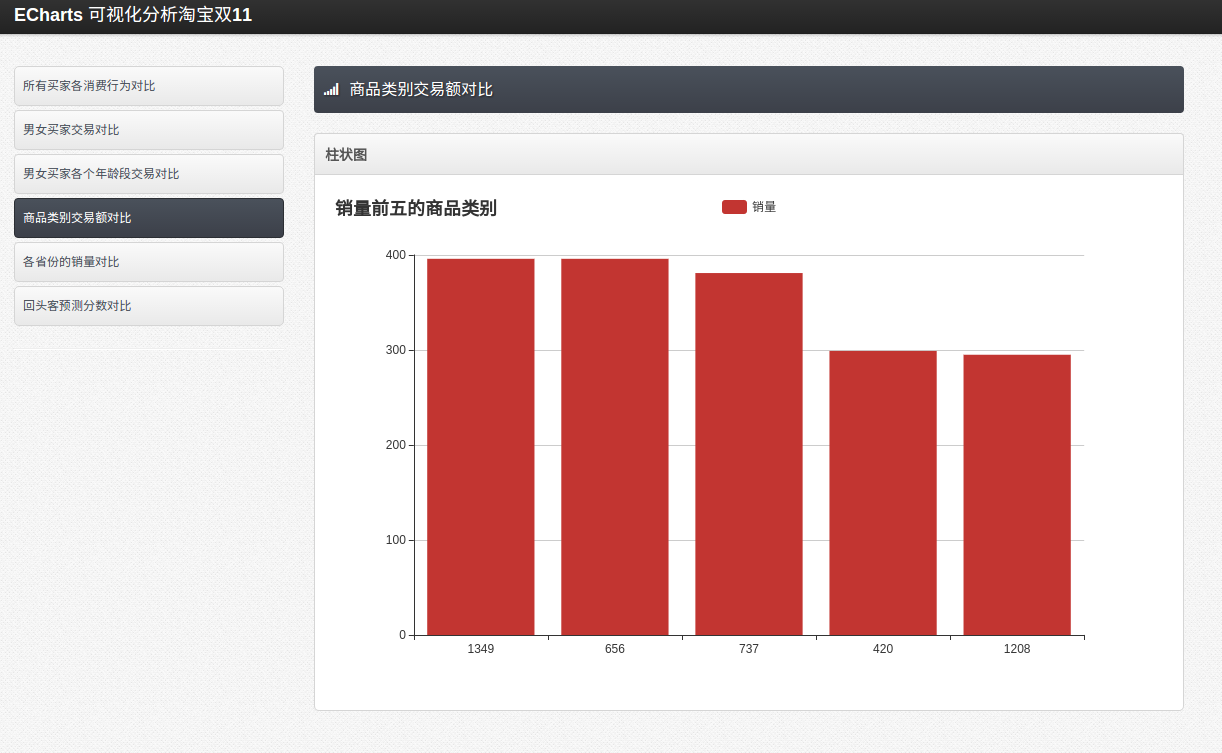 ECharts 可视化分析淘宝双11
所有买家各消费行为对比
男女买家交易对比
男女买家各个年龄段交易对比
商品类别交易额对比
各省份的销量对比
回头客预测分数对比
商品类别交易额对比
柱状图
销量前五的商品类别
销量
400
300
200
100
0
1349 656 737 420 1208